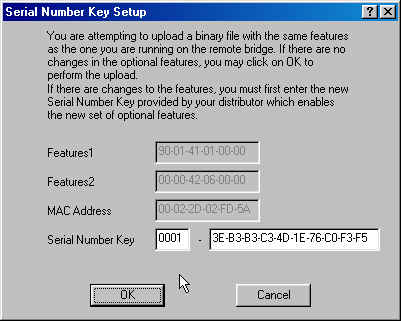 Serial Number Key Setup
You are attempting to upload a binary file with the same features
as the one you are running on the remote bridge. If there are no
changes in the optional features, you may click on OK to
perform the upload.
If there are changes to the features, you must first enter the new
Serial Number Key provided by your distributor which enables
the new set of optional features.
Features1 90-01-41-01-00-00
Features2 00-00-42-06-00-00
MAC Address 00-02-2D-02-FD-5A
Serial Number Key 0001 - 3E-B3-B3-C3-4D-1E-76-C0-F3-F5
OK Cancel